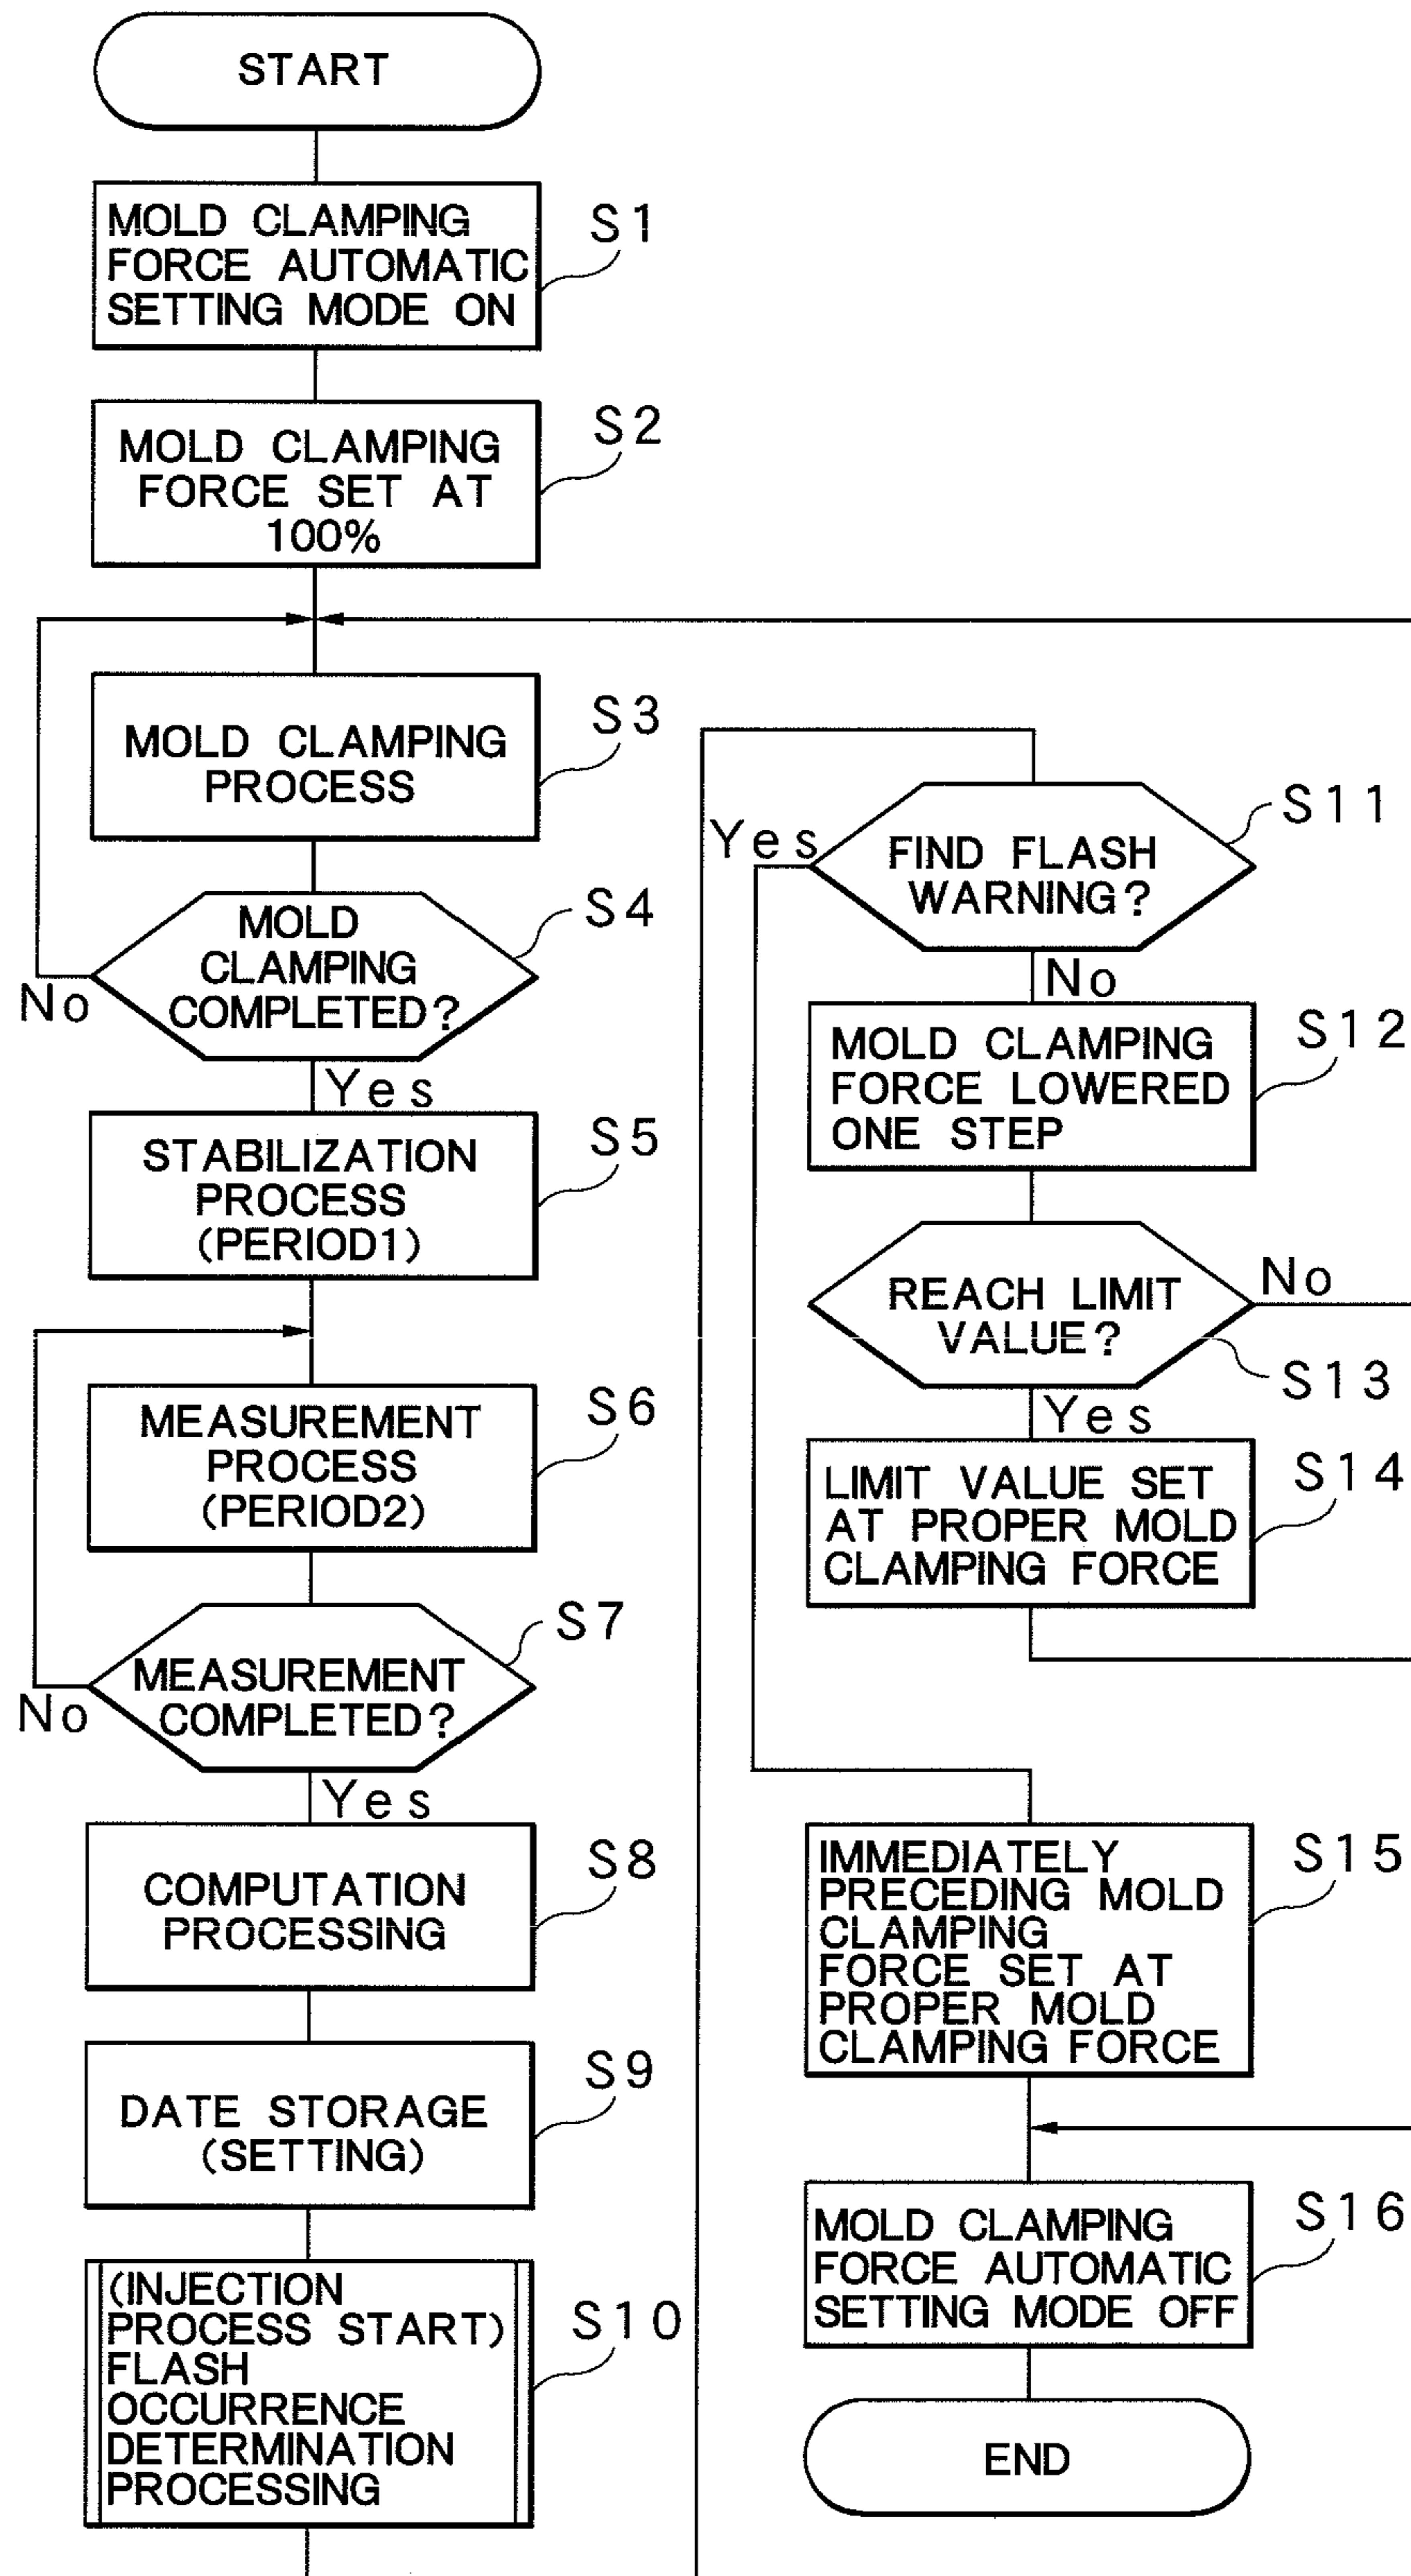 START
MOLD CLAMPING
FORCE AUTOMATIC
SETTING MODE ON
S1
MOLD CLAMPING
FORCE SET AT
100%
S2
MOLD CLAMPING
PROCESS
S3
MOLD
CLAMPING
COMPLETED?
S4
No
Yes
STABILIZATION
PROCESS
(PERIOD1)
S5
MEASUREMENT
PROCESS
(PERIOD2)
S6
MEASUREMENT
COMPLETED?
S7
No
Yes
COMPUTATION
PROCESSING
S8
DATE STORAGE
(SETTING)
S9
(INJECTION
PROCESS START)
FLASH
OCCURRENCE
DETERMINATION
PROCESSING
S10
FIND FLASH
WARNING?
S11
Yes
No
MOLD CLAMPING
FORCE LOWERED
ONE STEP
S12
REACH LIMIT
VALUE?
No
S13
Yes
LIMIT VALUE SET
AT PROPER MOLD
CLAMPING FORCE
S14
IMMEDIATELY
PRECEDING MOLD
CLAMPING
FORCE SET AT
PROPER MOLD
CLAMPING FORCE
S15
MOLD CLAMPING
FORCE AUTOMATIC
SETTING MODE OFF
S16
END